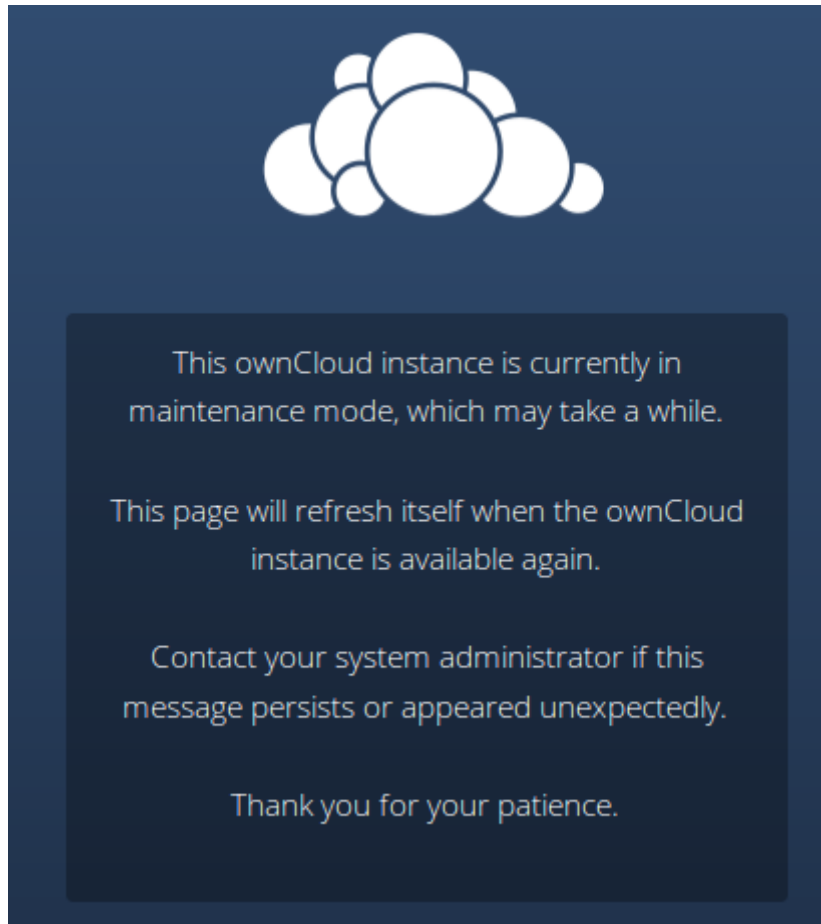 This ownCloud instance is currently in
maintenance mode, which may take a while.
This page will refresh itself when the ownCloud
instance is available again.
Contact your system administrator if this
message persists or appeared unexpectedly.
Thank you for your patience.